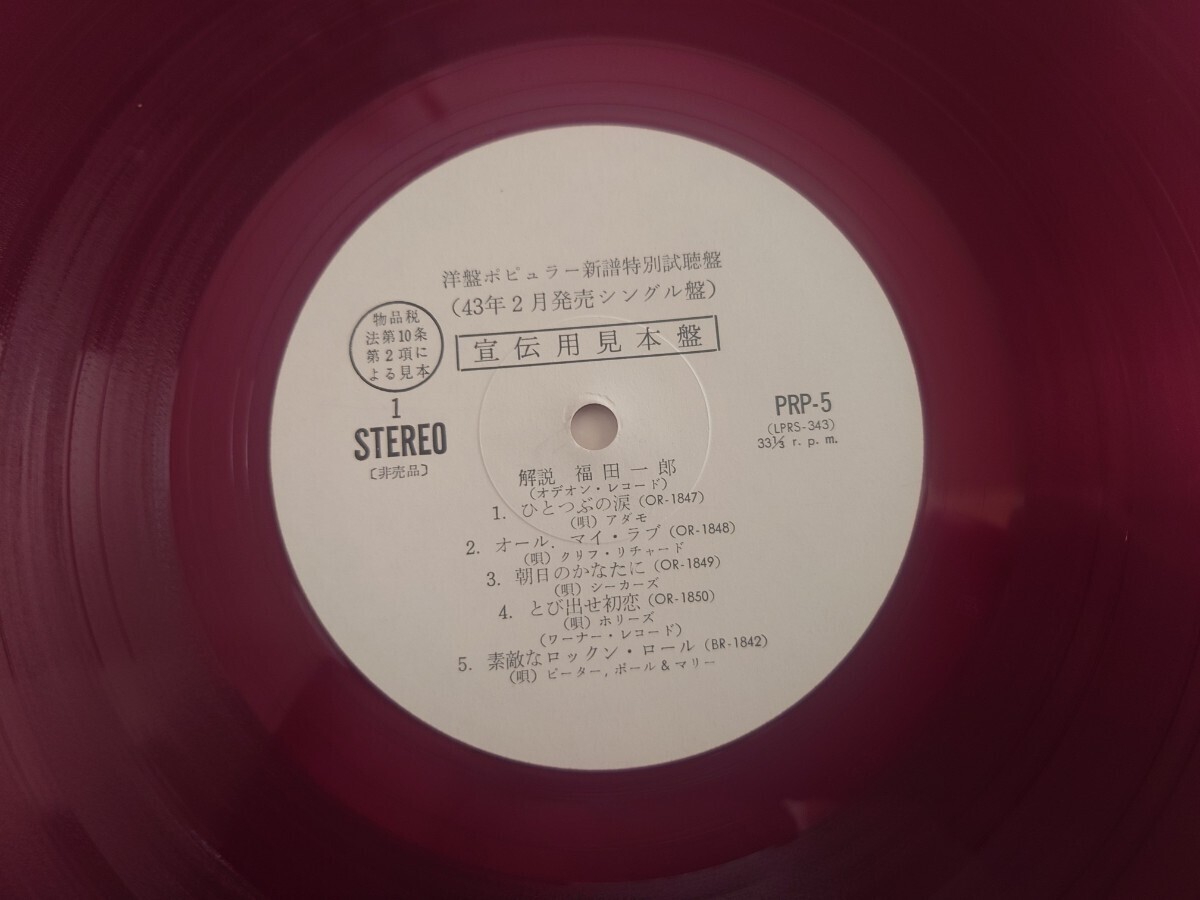 洋盤ポピュラー新譜特別試聴盤
(43年2月発売シングル盤)
宣伝用見本盤
物品税
法第10条
第2項に
よる見本
1
STEREO
〔非売品〕
PRP-5
(LPRS-343)
33⅓ r. p. m.
解説 福田一郎
(オデオン・レコード)
1. ひとつぶの涙 (OR-1847)
(唄) アダモ
2. オール. マイ・ラブ (OR-1848)
(唄) クリフ・リチャード
3. 朝日のかなたに (OR-1849)
(唄) シーカーズ
4. とび出せ初恋 (OR-1850)
(唄) ホリーズ
(ワーナー・レコード)
5. 素敵なロックン・ロール (BR-1842)
(唄) ピーター, ポール & マリー